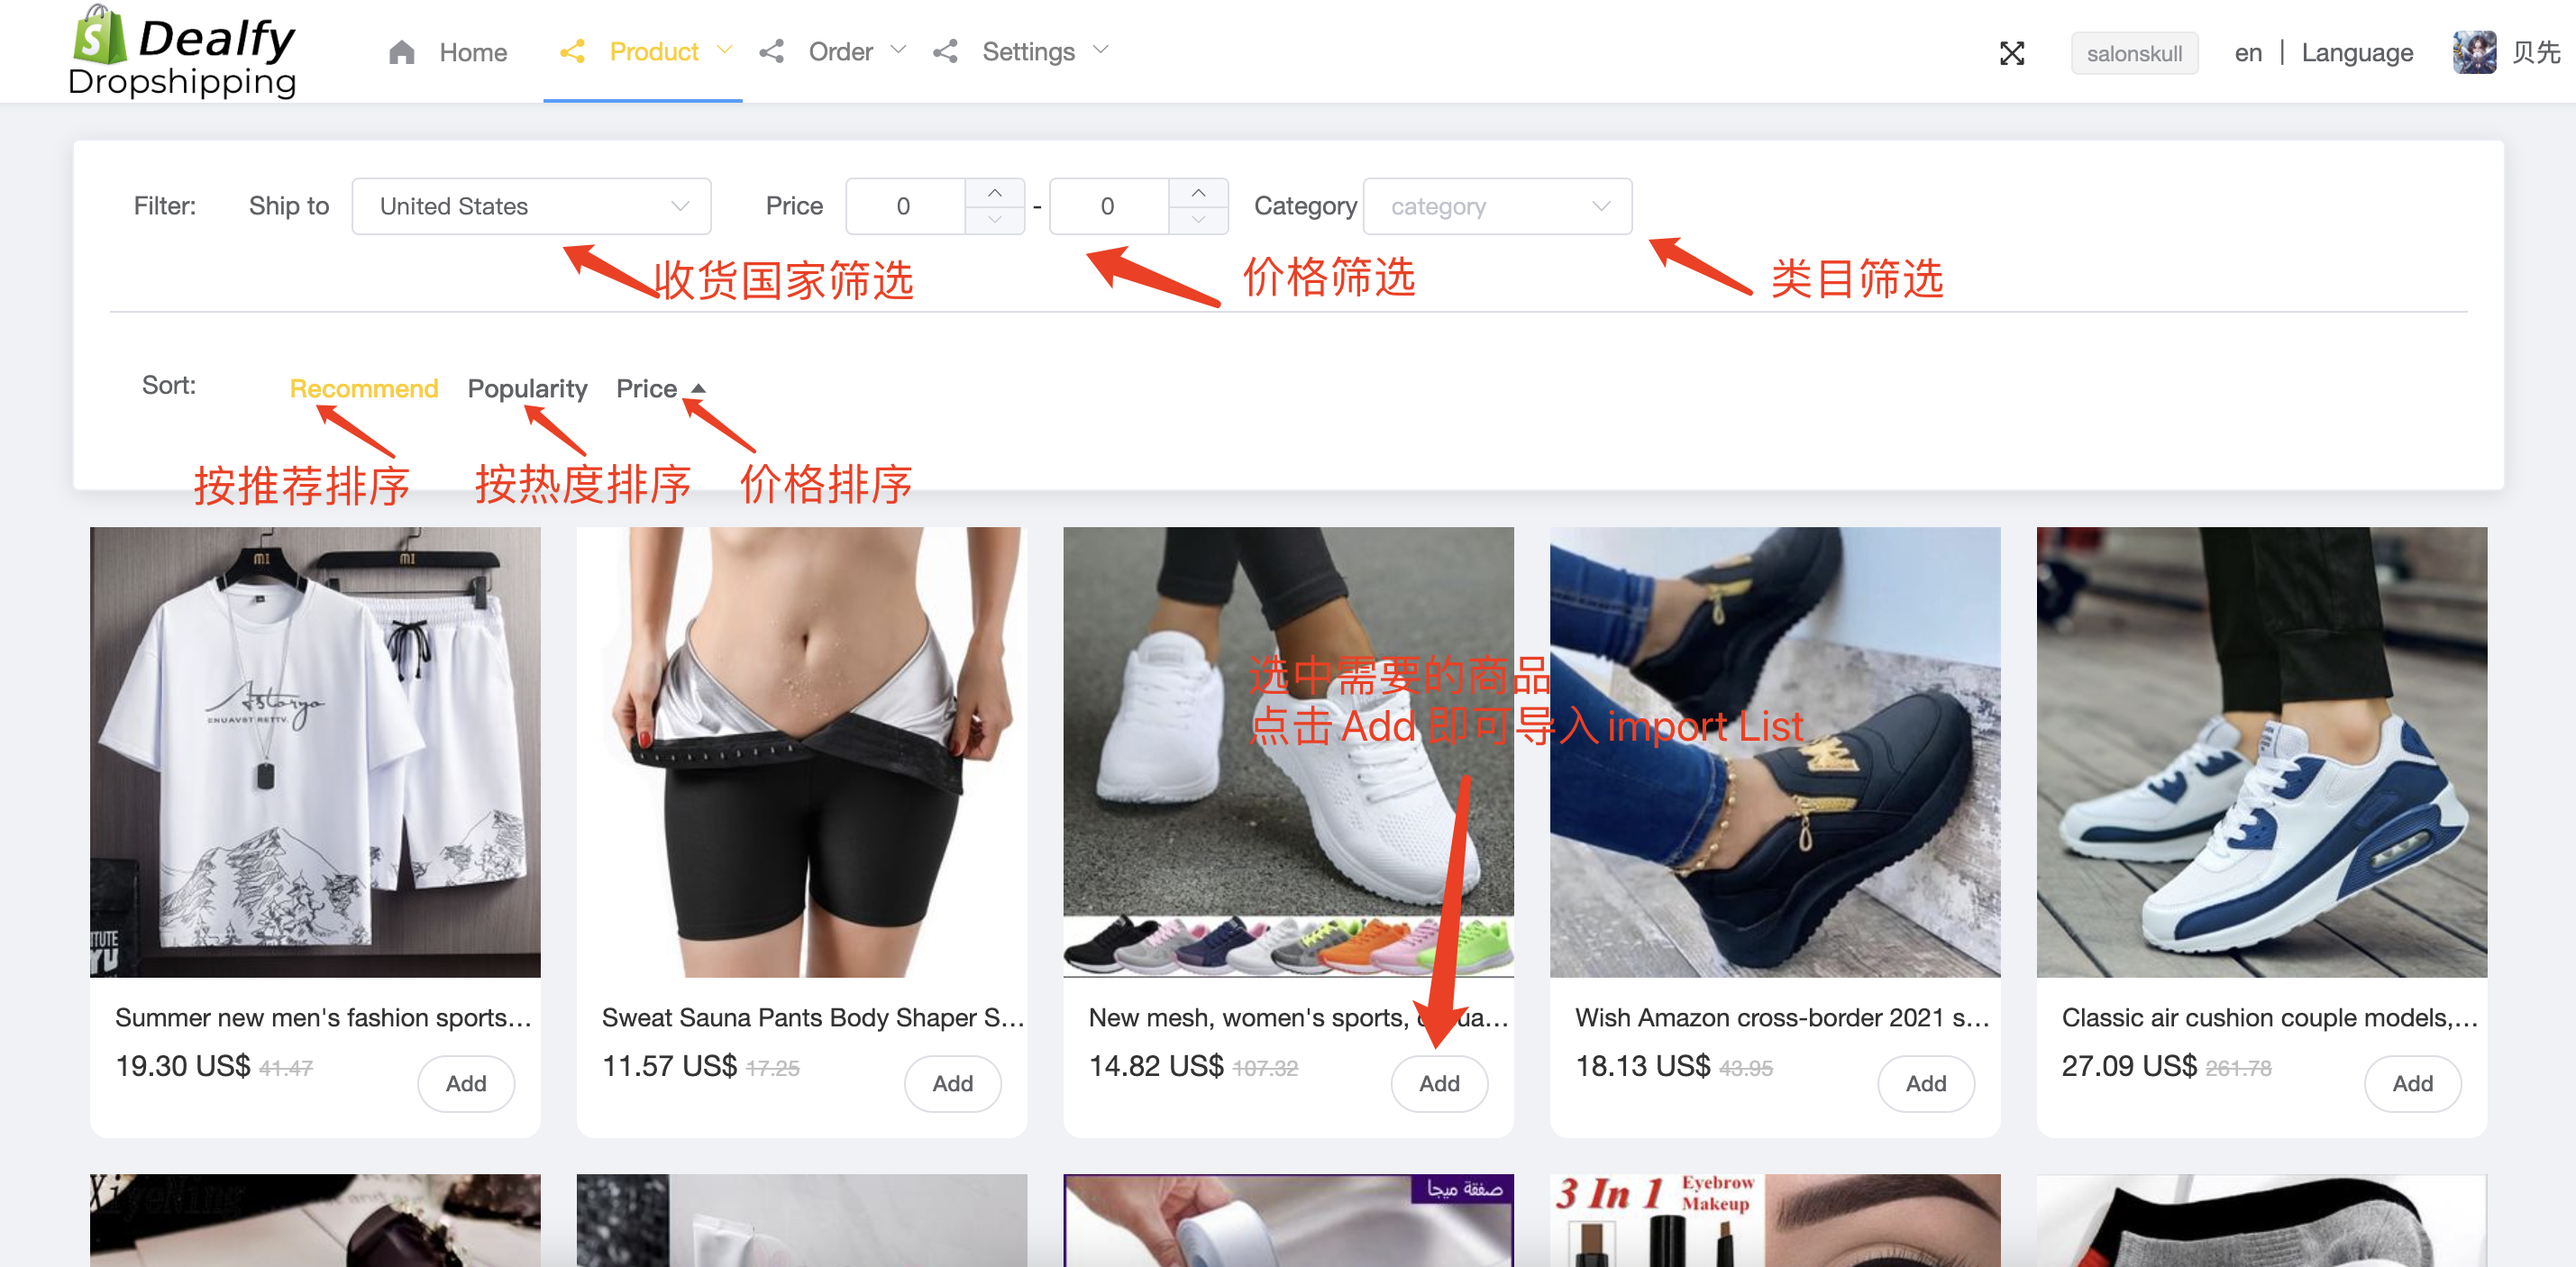 Dealfy
Dropshipping
Home
Product
Order
Settings
salonskull
en | Language
贝先
Filter:
Ship to
United States
Price
0
-
0
Category
category
收货国家筛选
价格筛选
类目筛选
Sort:
Recommend
Popularity
Price
按推荐排序
按热度排序
价格排序
选中需要的商品
点击 Add 即可导入 import List
Summer new men's fashion sports...
19.30 US$ 41.47
Add
Sweat Sauna Pants Body Shaper S...
11.57 US$ 17.25
Add
New mesh, women's sports,
14.82 US$ 107.32
Add
Wish Amazon cross-border 2021 s...
18.13 US$ 43.95
Add
Classic air cushion couple models,...
27.09 US$ 261.78
Add
XiyeNing
صفقة ميجا
3 In 1
Eyebrow
Makeup